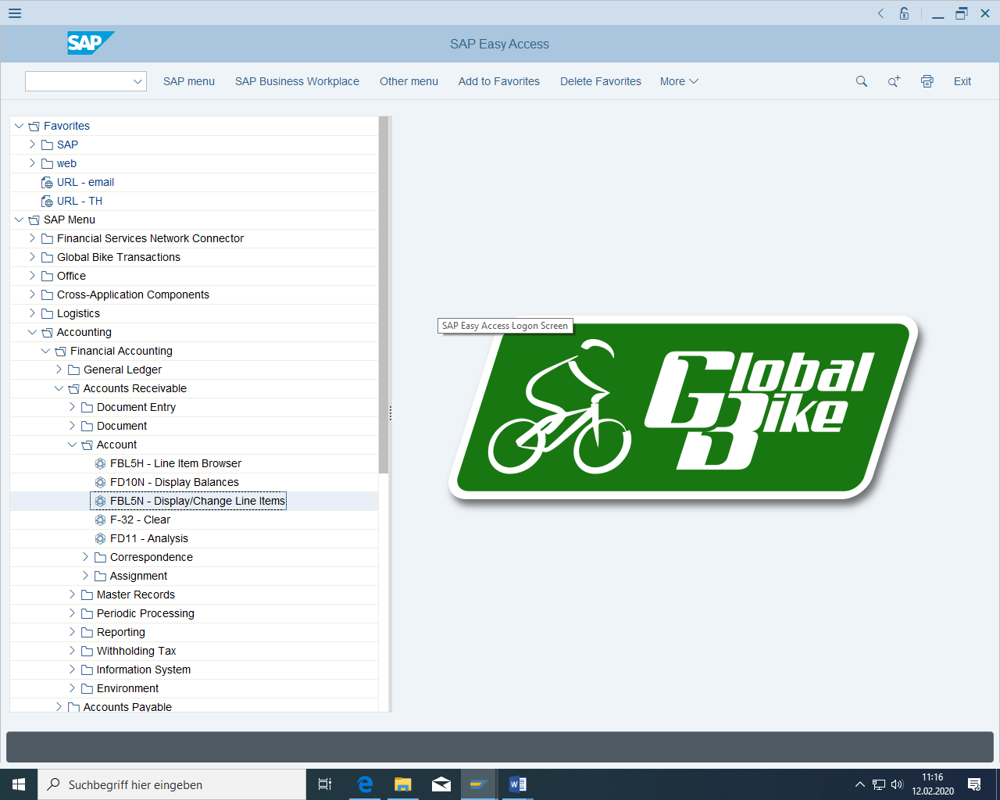 SAP
SAP Easy Access
SAP menu SAP Business Workplace Other menu Add to Favorites Delete Favorites More Exit
Favorites
SAP
web
URL - email
URL - TH
SAP Menu
Financial Services Network Connector
Global Bike Transactions
Office
Cross-Application Components
Logistics
Accounting
Financial Accounting
General Ledger
Accounts Receivable
Document Entry
Document
Account
FBL5H - Line Item Browser
FD10N - Display Balances
FBL5N - Display/Change Line Items
F-32 - Clear
FD11 - Analysis
Correspondence
Assignment
Master Records
Periodic Processing
Reporting
Withholding Tax
Information System
Environment
Accounts Payable
SAP Easy Access Logon Screen
Global
Bike
Suchbegriff hier eingeben
11:16
12.02.2020